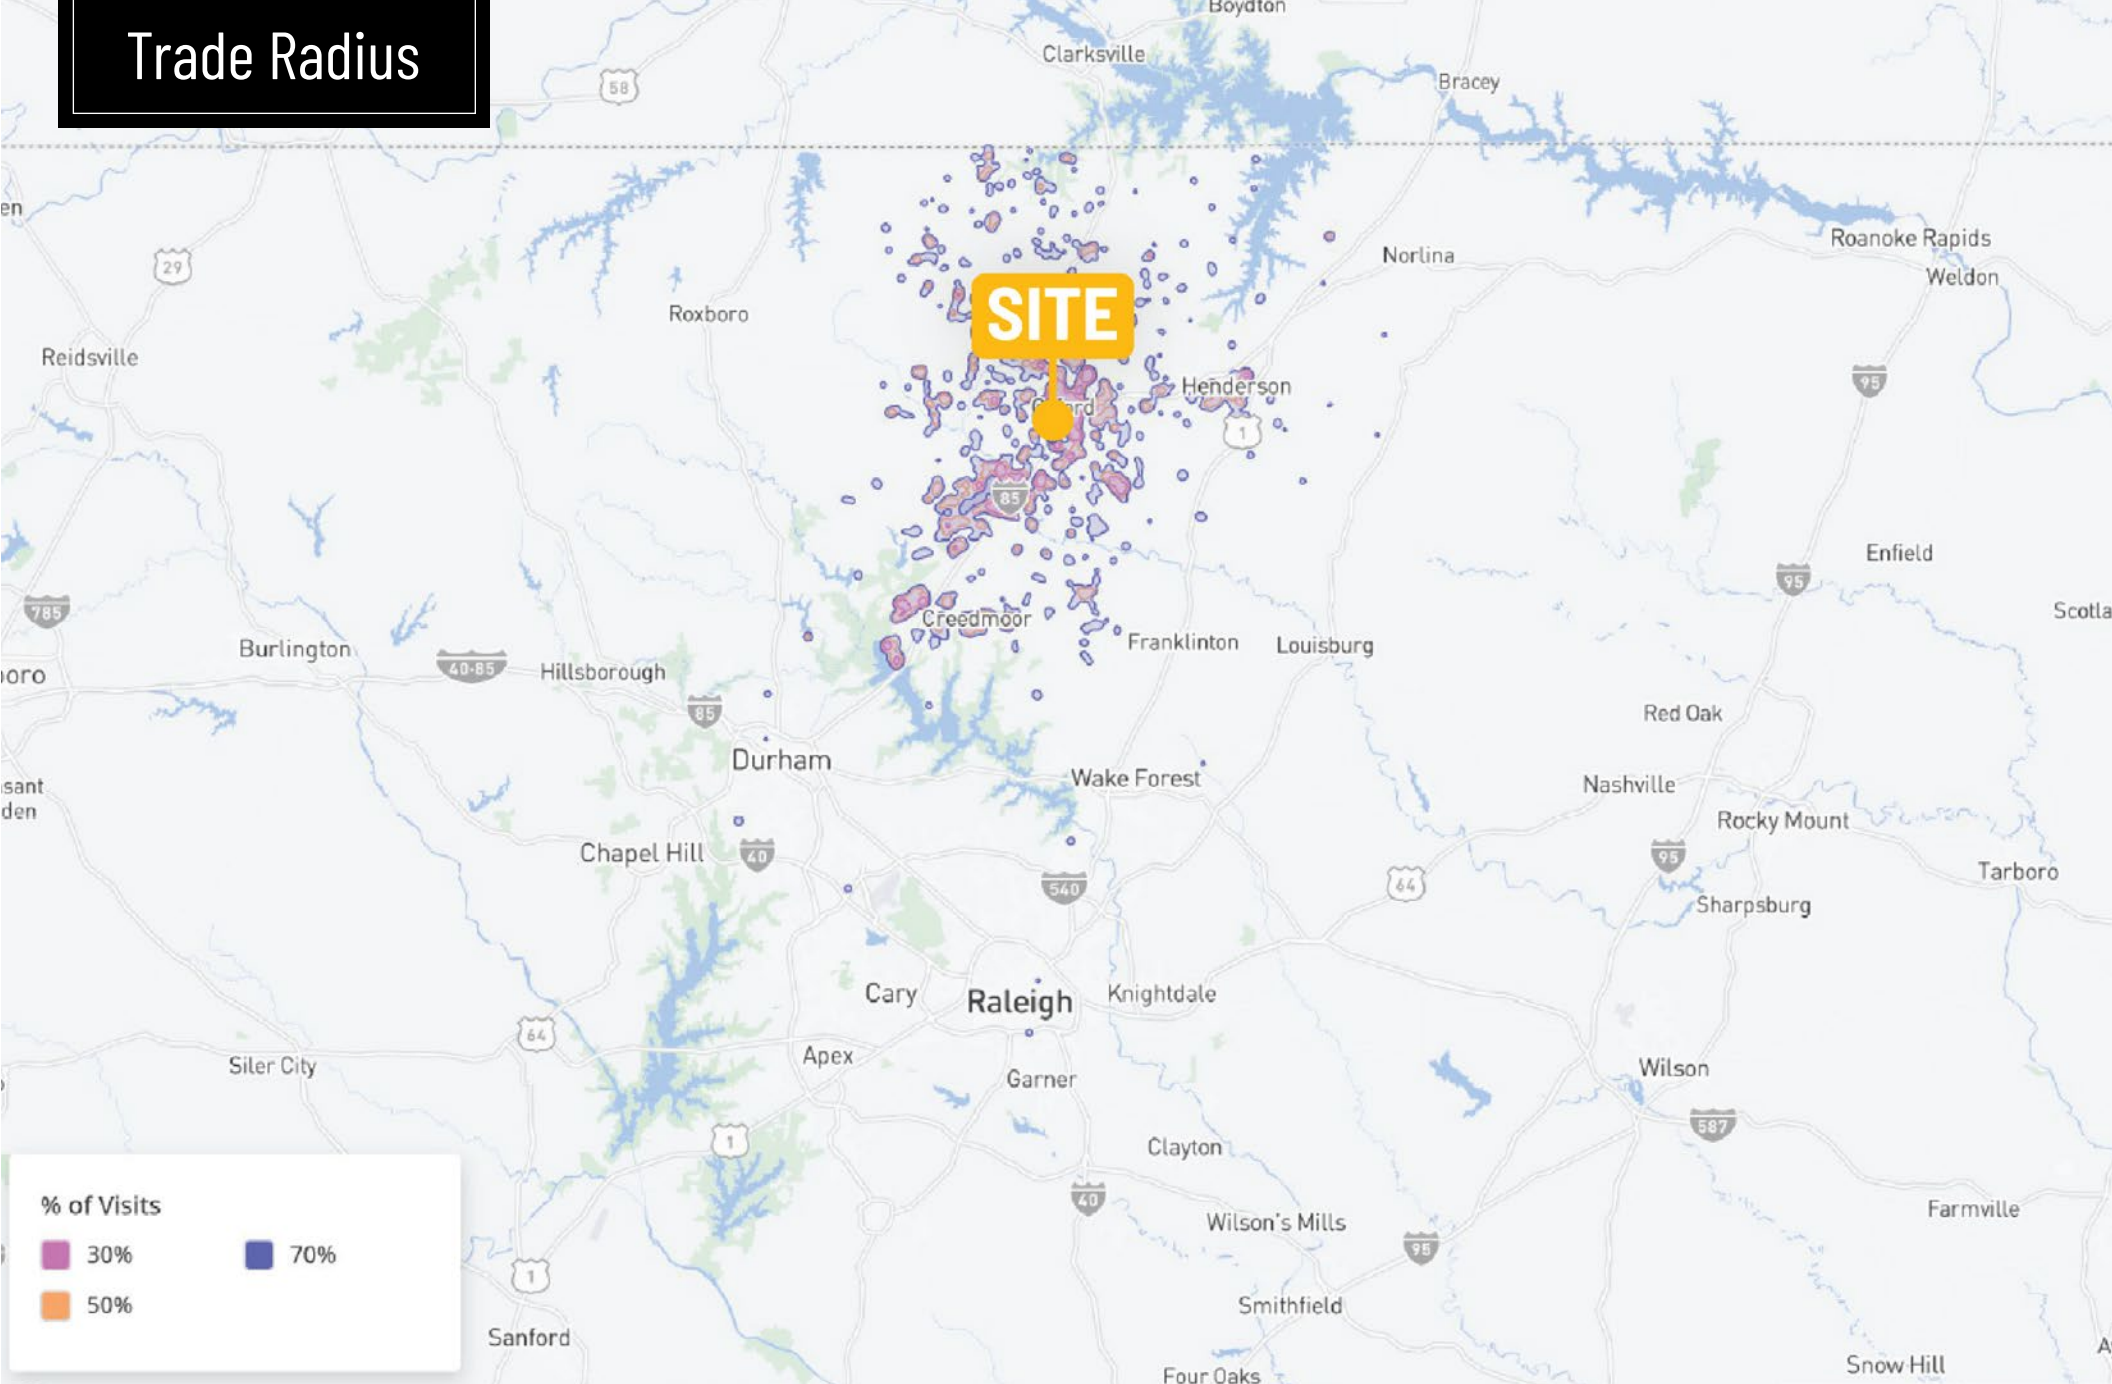 Trade Radius
Boydton
Clarksville
58
Bracey
en
Roanoke Rapids
Norlina
29
Weldon
SITE
Roxboro
Reidsville
95
Henderson
1
85
Enfield
95
785
Scotla
Creedmoor
Burlington
Franklinton
Louisburg
40-85
Hillsborough
oro
85
Red Oak
Durham
Wake Forest
Nashville
sant
den
Rocky Mount
Chapel Hill
40
95
Tarboro
540
64
Sharpsburg
Cary
Raleigh
Knightdale
64
Apex
Siler City
Wilson
Garner
587
1
Clayton
40
% of Visits
Farmville
Wilson's Mills
30%
70%
95
1
50%
Smithfield
Sanford
Snow Hill
Four Oaks